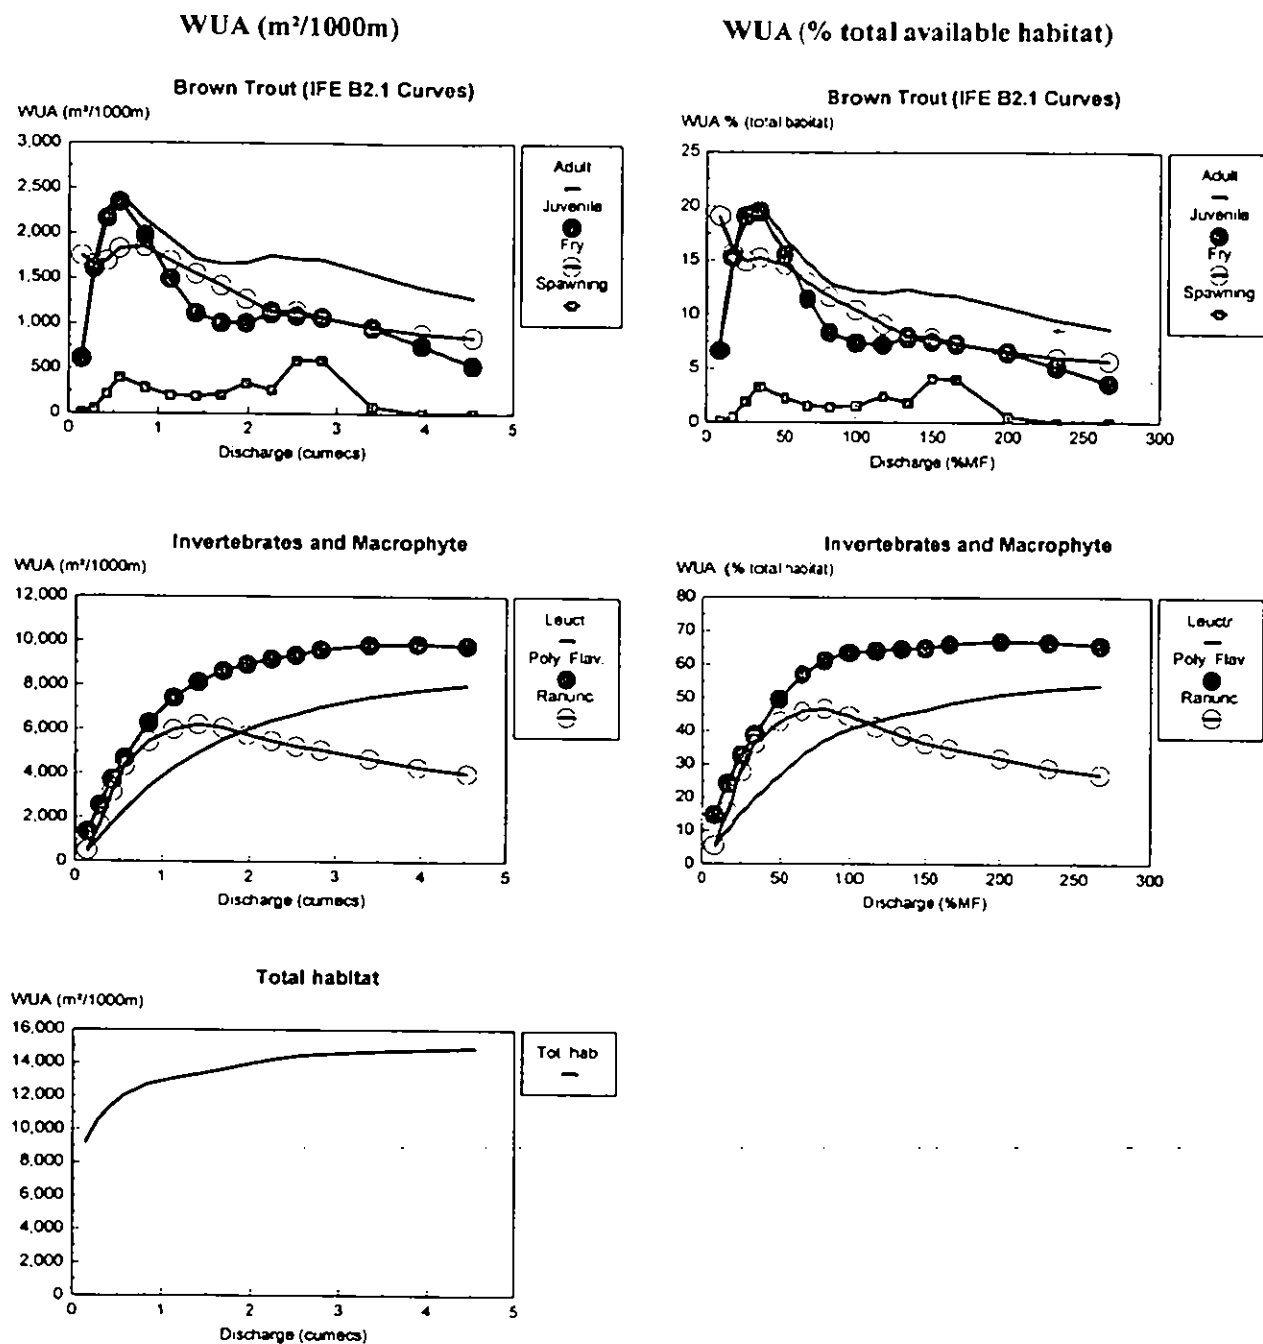 WUA (m²/1000m)
WUA (% total available habitat)
Brown Trout (IFE B2.1 Curves)
WUA (m²/1000m)
3,000
2,500
2,000
1,500
1,000
500
0
0 1 2 3 4 5
Discharge (cumecs)
Adult
Juvenile
Fry
Spawning
Brown Trout (IFE B2.1 Curves)
WUA % (total habitat)
25
20
15
10
5
0
0 50 100 150 200 250 300
Discharge (%MF)
Adult
Juvenile
Fry
Spawning
Invertebrates and Macrophyte
WUA (m²/1000m)
12,000
10,000
8,000
6,000
4,000
2,000
0
0 1 2 3 4 5
Discharge (cumecs)
Leuct
Poly Flav.
Ranunc
Invertebrates and Macrophyte
WUA (% total habitat)
80
70
60
50
40
30
20
10
0
0 50 100 150 200 250 300
Discharge (%MF)
Leuctr
Poly Flav
Ranunc
Total habitat
WUA (m²/1000m)
16,000
14,000
12,000
10,000
8,000
6,000
4,000
2,000
0
0 1 2 3 4 5
Discharge (cumecs)
Tot hab